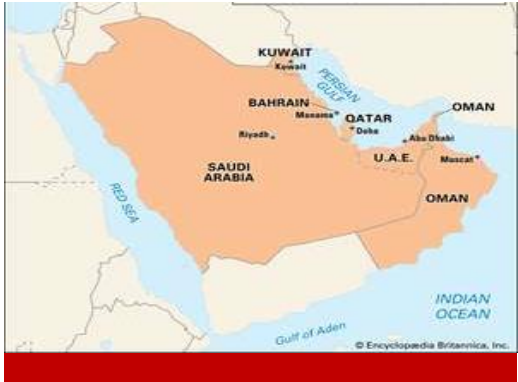 KUWAIT
Kuwait
PERSIAN
GULF
BAHRAIN
Manama
QATAR
Doha
OMAN
Riyadh
Abu Dhabi
U.A.E.
Muscat
SAUDI
ARABIA
OMAN
RED SEA
INDIAN
OCEAN
Gulf of Aden
© Encyclopædia Britannica, Inc.